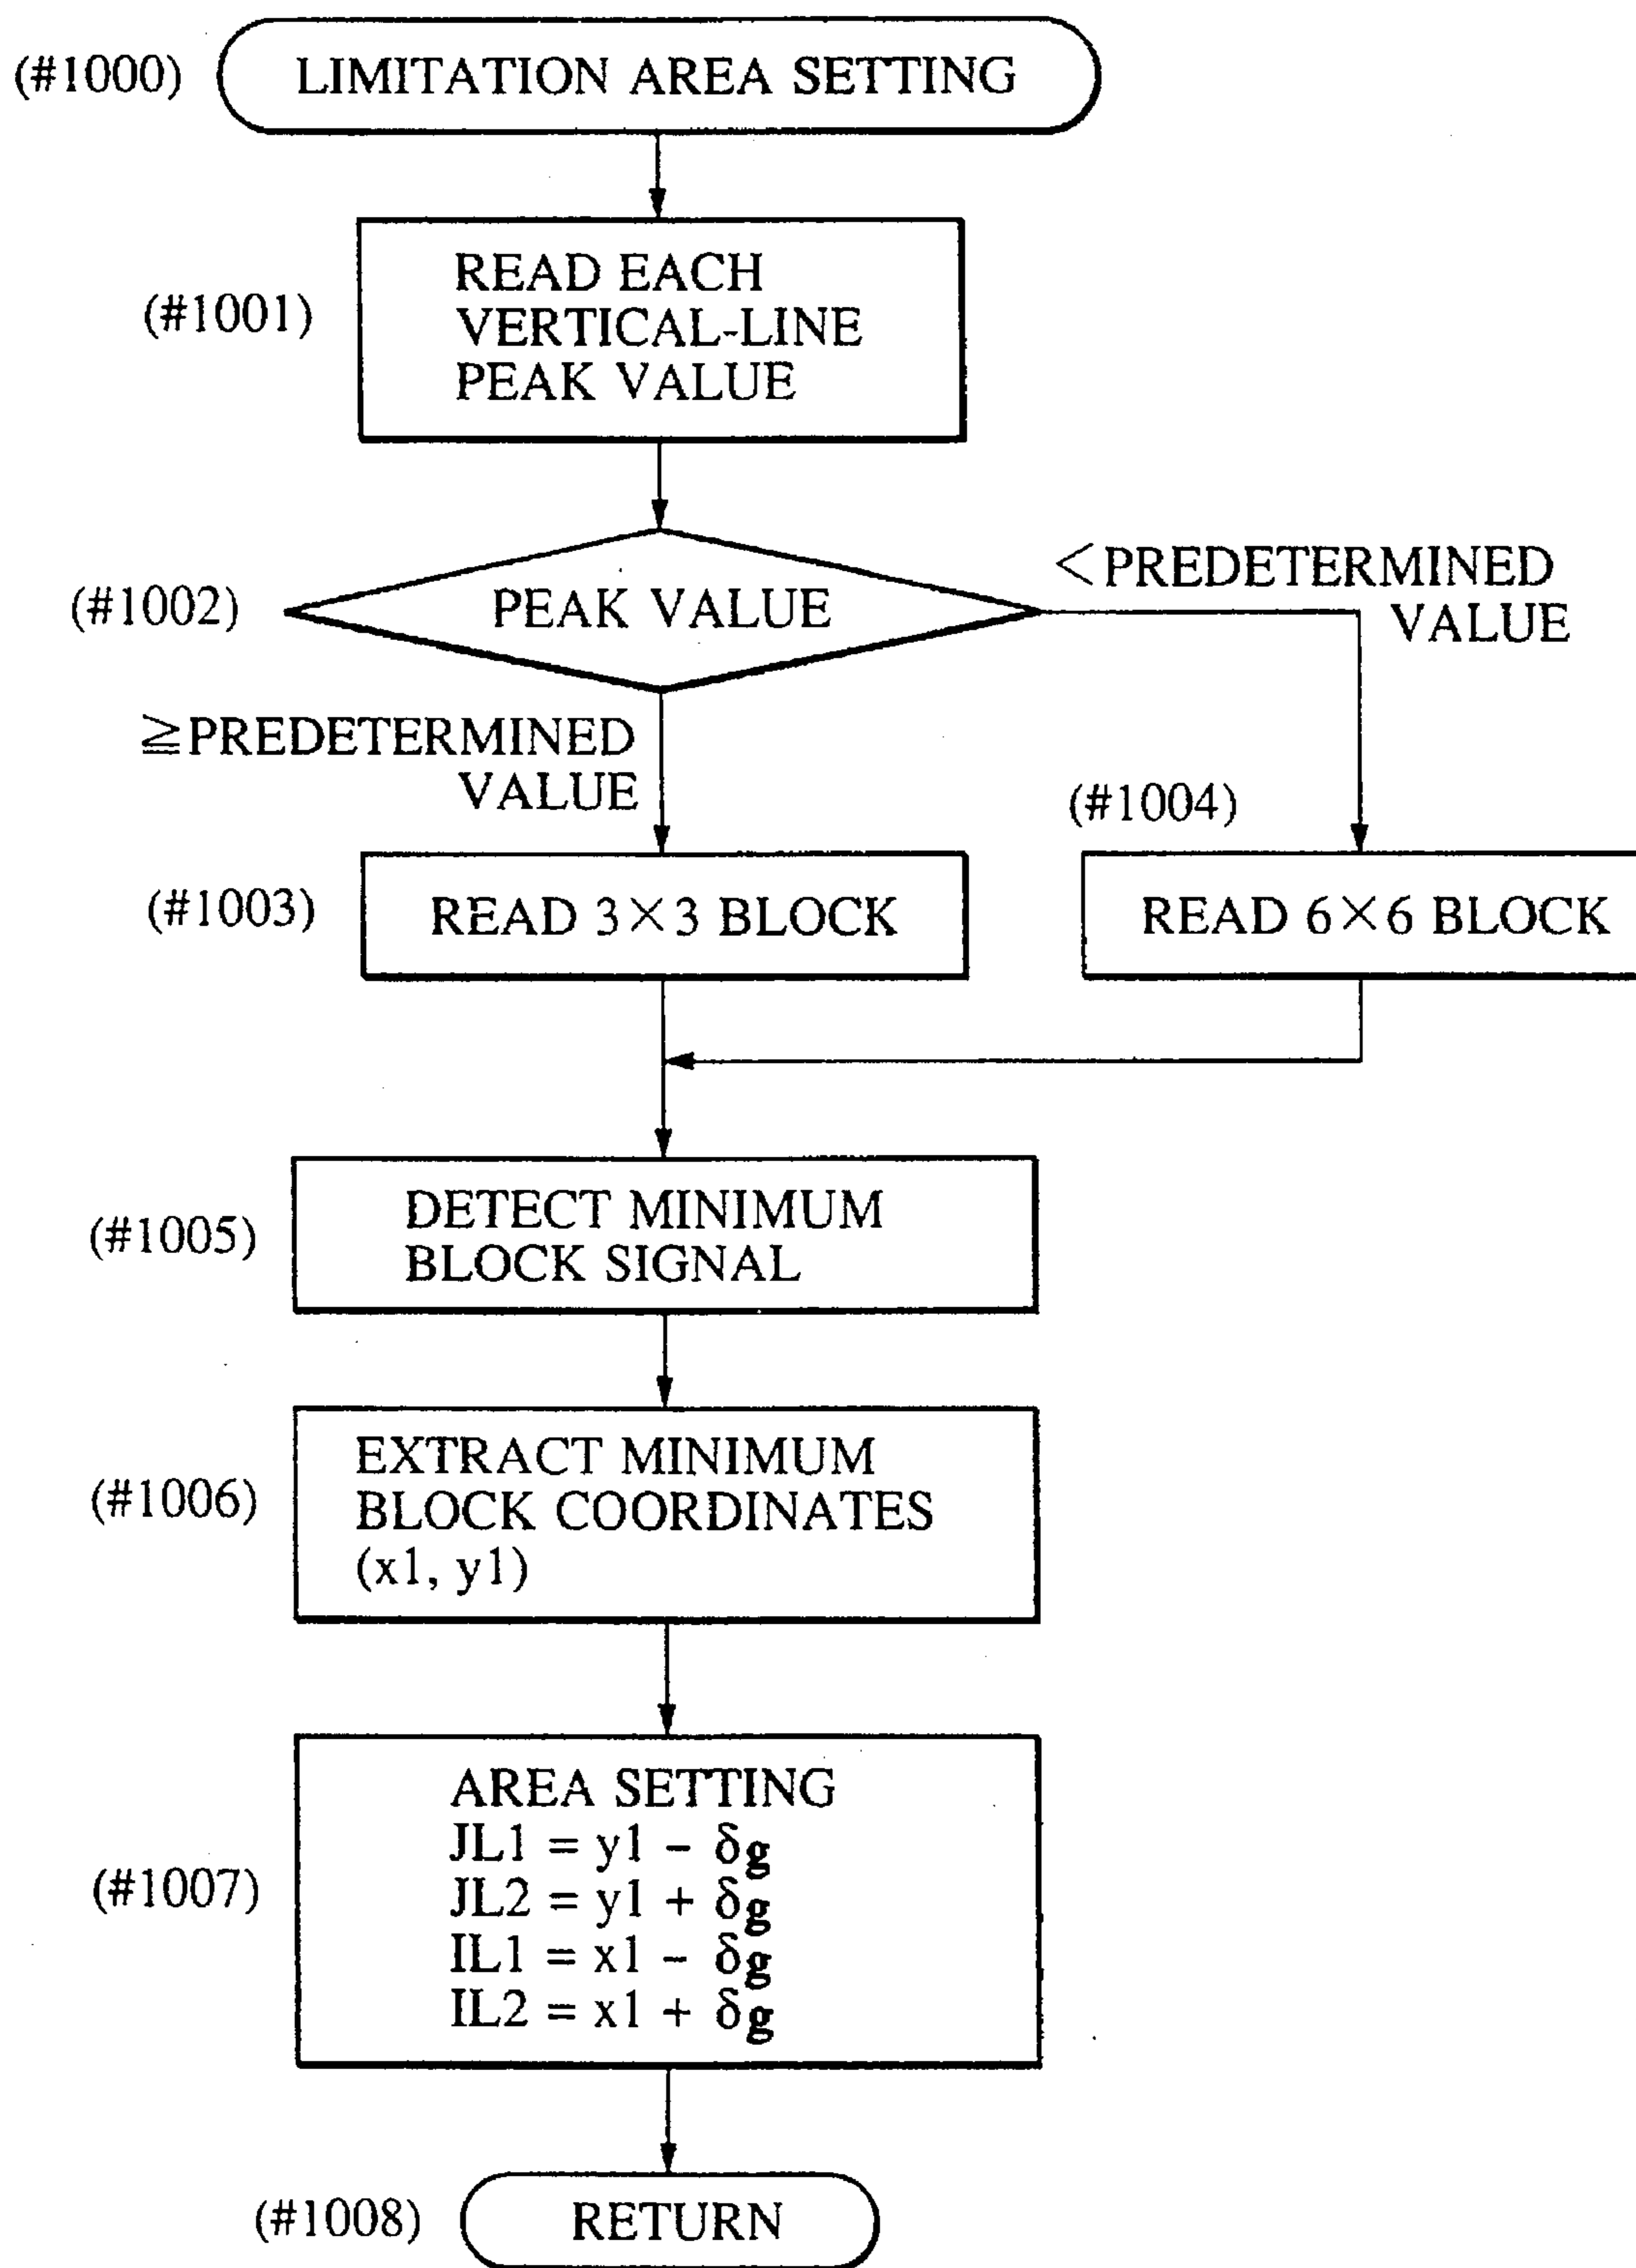 (#1000) LIMITATION AREA SETTING
(#1001)
READ EACH
VERTICAL-LINE
PEAK VALUE
(#1002) PEAK VALUE
<PREDETERMINED
VALUE
≧PREDETERMINED
VALUE
(#1004)
(#1003) READ 3×3 BLOCK
READ 6×6 BLOCK
(#1005)
DETECT MINIMUM
BLOCK SIGNAL
(#1006)
EXTRACT MINIMUM
BLOCK COORDINATES
(x1, y1)
(#1007)
AREA SETTING
JL1 = y1 – δg
JL2 = y1 + δg
IL1 = x1 – δg
IL2 = x1 + δg
(#1008) RETURN